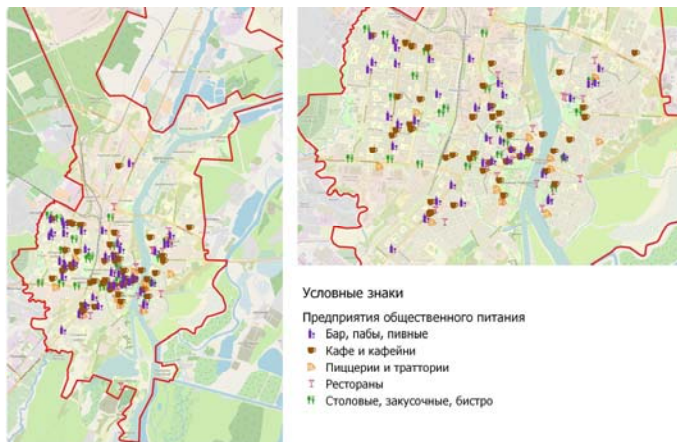 Условные знаки
Предприятия общественного питания
Бар, пабы, пивные
Кафе и кафейни
Пиццерии и траттории
Рестораны
Столовые, закусочные, бистро